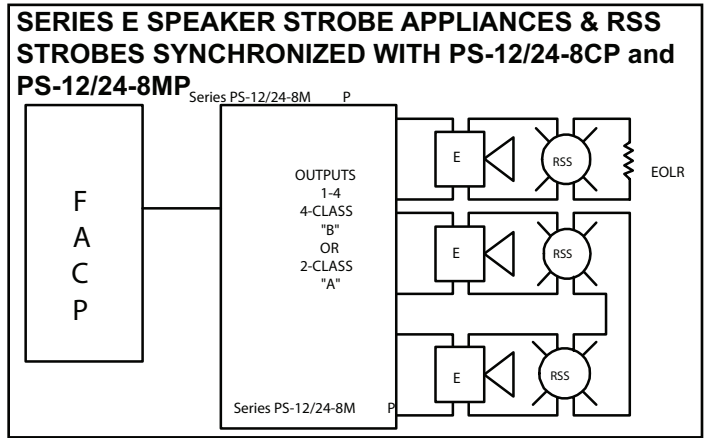 SERIES E SPEAKER STROBE APPLIANCES & RSS
STROBES SYNCHRONIZED WITH PS-12/24-8CP and
PS-12/24-8MP
Series PS-12/24-8M P
F
A
C
P
OUTPUTS
1-4
4-CLASS
"B"
OR
2-CLASS
"A"
E
RSS
EOLR
E
RSS
E
RSS
Series PS-12/24-8M P